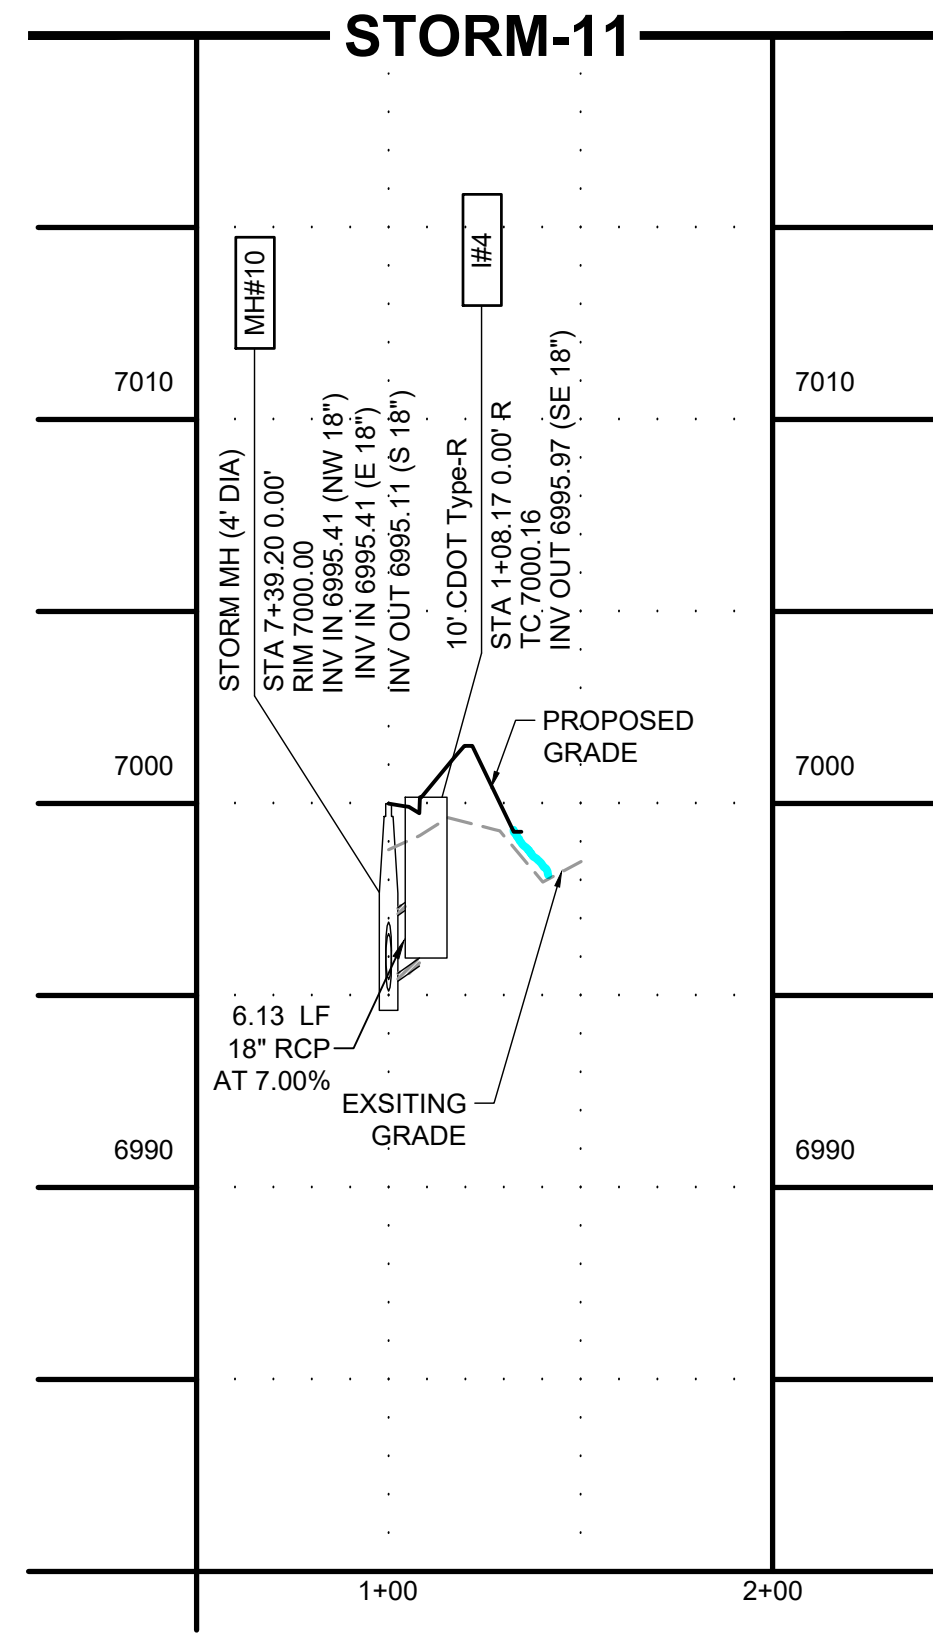 STORM-11
MH#10
STORM MH (4' DIA)
STA 7+39.20 0.00'
RIM 7000.00
INV IN 6995.41 (NW 18")
INV IN 6995.41 (E 18")
INV OUT 6995.11 (S 18")
I#4
10' CDOT Type-R
STA 1+08.17 0.00' R
TC 7000.16
INV OUT 6995.97 (SE 18")
7010
7010
PROPOSED
GRADE
7000
7000
6.13 LF
18" RCP
AT 7.00%
EXSITING
GRADE
6990
6990
1+00
2+00